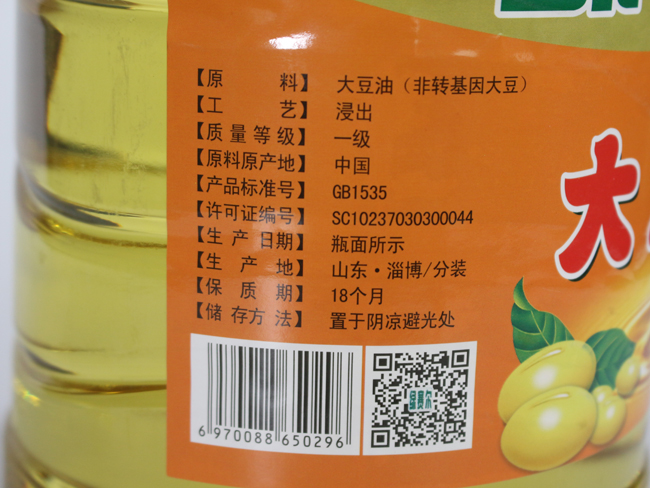 【原料】 大豆油（非转基因大豆）
【工艺】 浸出
【质量等级】 一级
【原料原产地】 中国
【产品标准号】 GB1535
【许可证编号】 SC10237030300044
【生产日期】 瓶面所示
【生产地】 山东·淄博/分装
【保质期】 18个月
【储存方法】 置于阴凉避光处
大
6 970088 650296